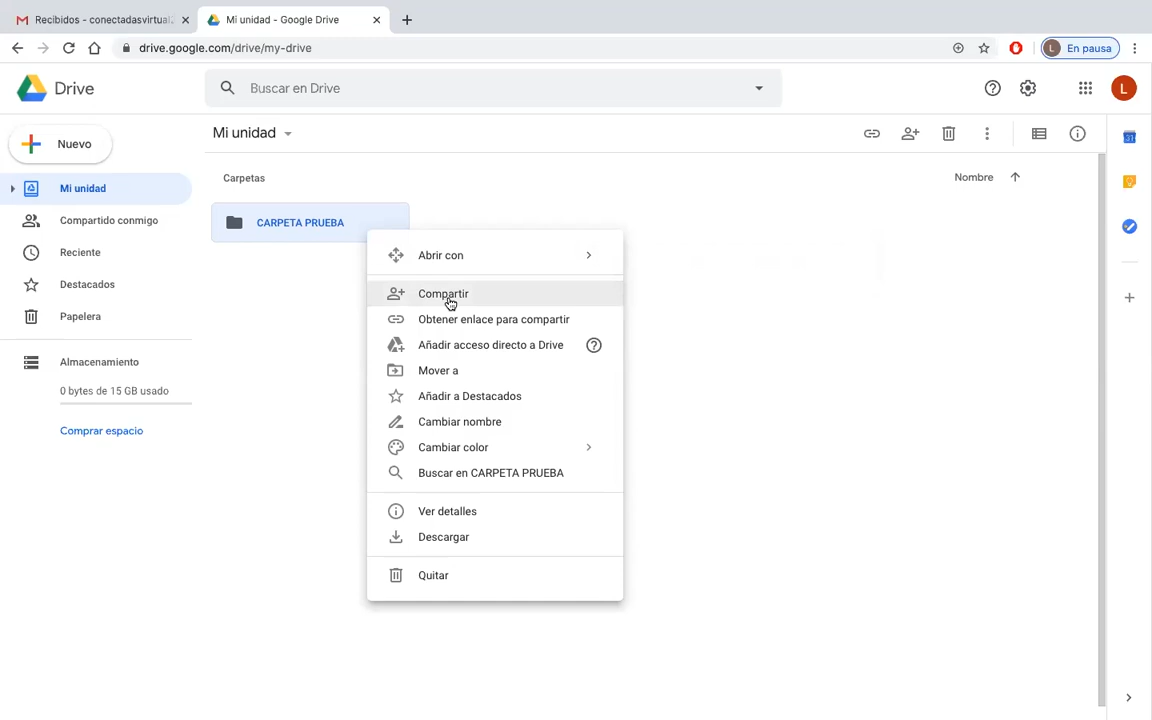 Recibidos - conectadasvirtual
Mi unidad - Google Drive
drive.google.com/drive/my-drive
L
En pausa
Drive
Buscar en Drive
L
Nuevo
Mi unidad
Mi unidad
Compartido conmigo
Reciente
Destacados
Papelera
Almacenamiento
0 bytes de 15 GB usado
Comprar espacio
Carpetas
Nombre
CARPETA PRUEBA
Abrir con
Compartir
Obtener enlace para compartir
Añadir acceso directo a Drive
Mover a
Añadir a Destacados
Cambiar nombre
Cambiar color
Buscar en CARPETA PRUEBA
Ver detalles
Descargar
Quitar
31